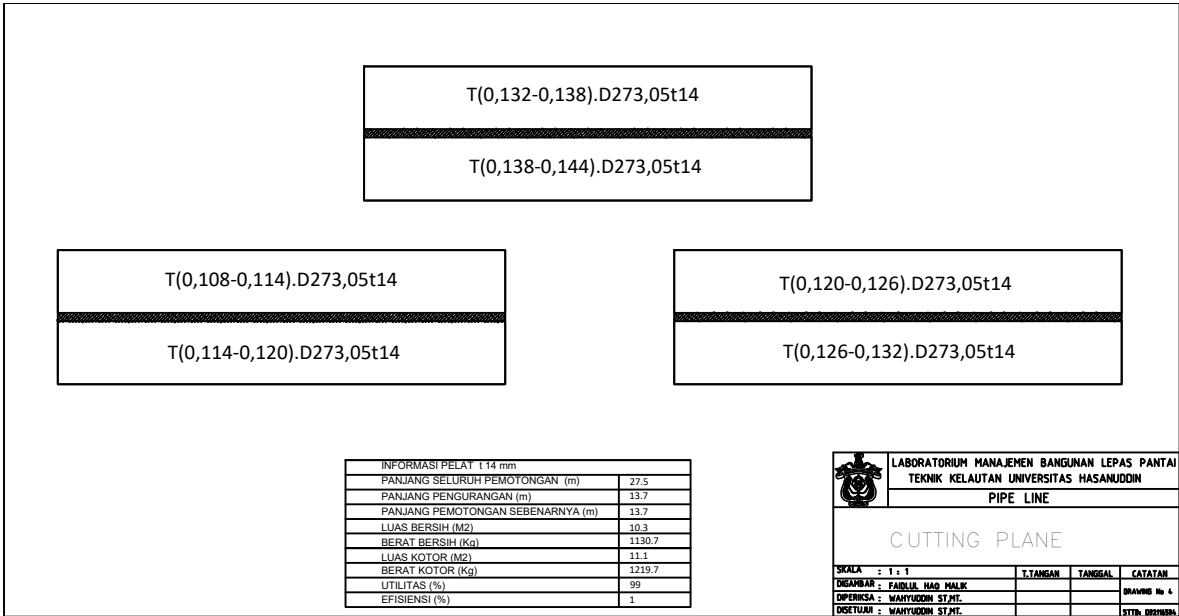 T(0,132-0,138).D273,05t14
T(0,138-0,144).D273,05t14
T(0,108-0,114).D273,05t14
T(0,114-0,120).D273,05t14
T(0,120-0,126).D273,05t14
T(0,126-0,132).D273,05t14
INFORMASI PELAT t 14 mm
PANJANG SELURUH PEMOTONGAN (m) 27.5
PANJANG PENGURANGAN (m) 13.7
PANJANG PEMOTONGAN SEBENARNYA (m) 13.7
LUAS BERSIH (M2) 10.3
BERAT BERSIH (Kg) 1130.7
LUAS KOTOR (M2) 11.1
BERAT KOTOR (Kg) 1219.7
UTILITAS (%) 99
EFISIENSI (%) 1
LABORATORIUM MANAJEMEN BANGUNAN LEPAS PANTAI
TEKNIK KELAUTAN UNIVERSITAS HASANUDDIN
PIPE LINE
CUTTING PLANE
SKALA : 1 : 1 T.TANGAN TANGGAL CATATAN
DIGAMBAR : FAIDLUL HAQ MALIK
DRAWING No 4
DIPERIKSA : WAHYUDDIN ST,MT.
DISETUJUI : WAHYUDDIN ST,MT.